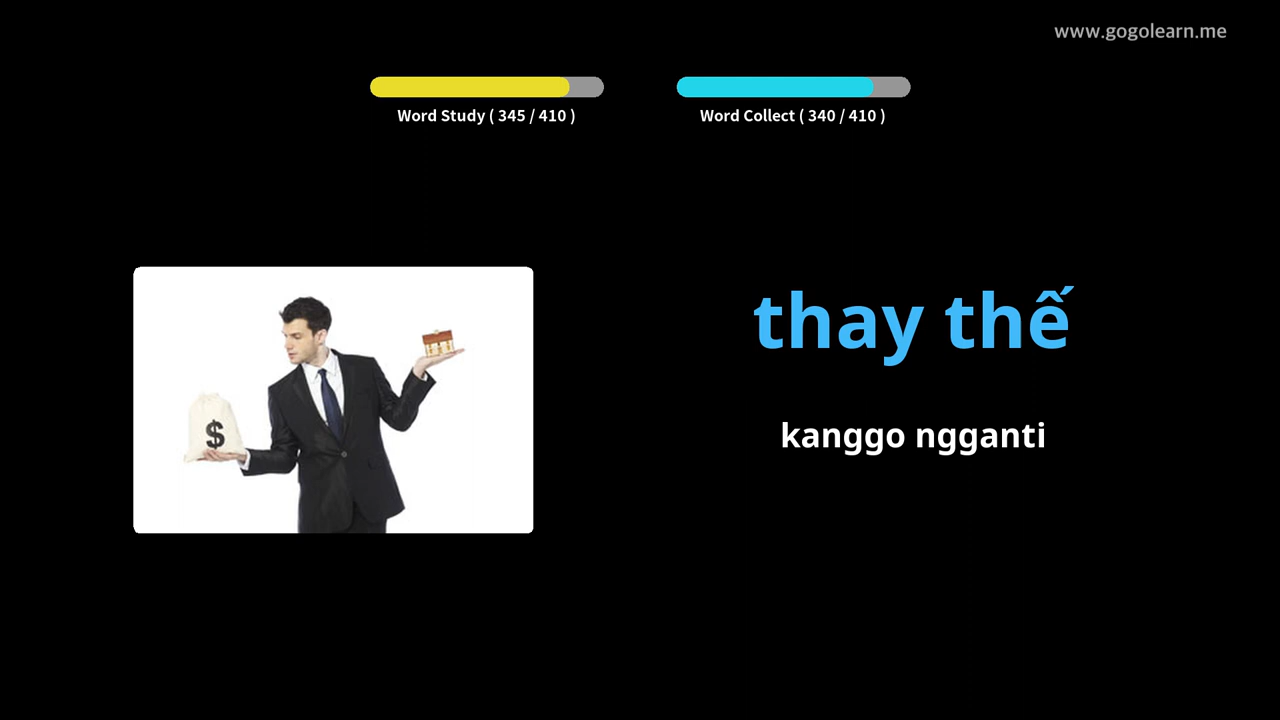 www.gogolearn.me
Word Study ( 345 / 410 )
Word Collect ( 340 / 410 )
$
thay thế
kanggo ngganti